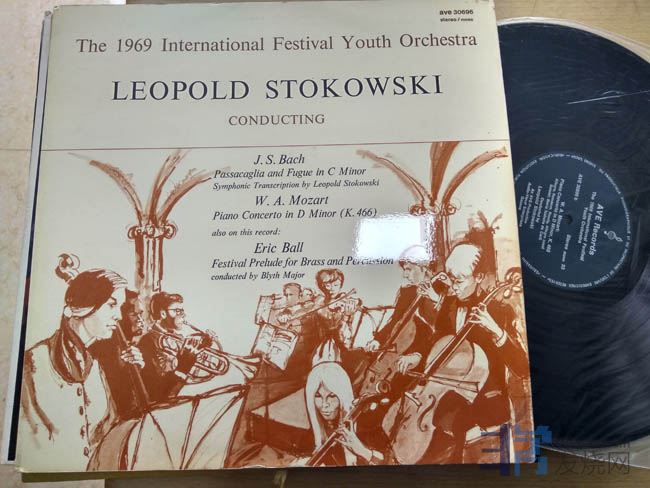 ave 30696
stereo / mono
The 1969 International Festival Youth Orchestra
LEOPOLD STOKOWSKI
CONDUCTING
J. S. Bach
Passacaglia and Fugue in C Minor
Symphonic Transcription by Leopold Stokowski
W. A. Mozart
Piano Concerto in D Minor (K. 466)
also on this record:
Eric Ball
Festival Prelude for Brass and Percussion
conducted by Blyth Major
AVE Records
发烧网